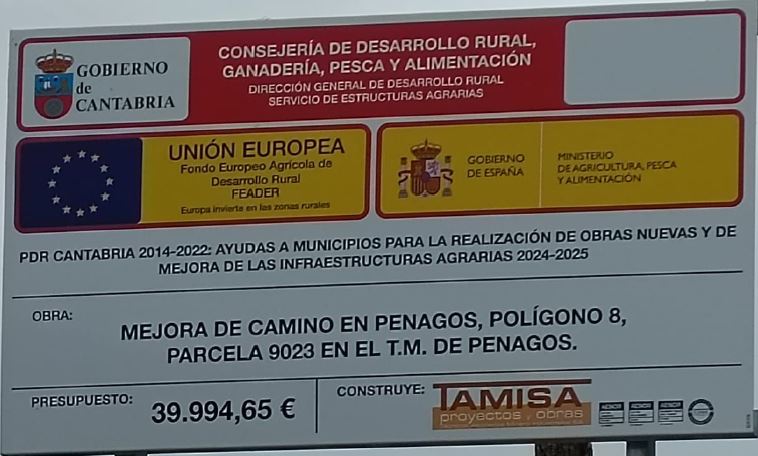 GOBIERNO
de
CANTABRIA
CONSEJERÍA DE DESARROLLO RURAL,
GANADERÍA, PESCA Y ALIMENTACIÓN
DIRECCIÓN GENERAL DE DESARROLLO RURAL
SERVICIO DE ESTRUCTURAS AGRARIAS
UNIÓN EUROPEA
Fondo Europeo Agrícola de
Desarrollo Rural
FEADER
Europa invierte en las zonas rurales
GOBIERNO
DE ESPAÑA
MINISTERIO
DE AGRICULTURA, PESCA
Y ALIMENTACIÓN
PDR CANTABRIA 2014-2022: AYUDAS A MUNICIPIOS PARA LA REALIZACIÓN DE OBRAS NUEVAS Y DE
MEJORA DE LAS INFRAESTRUCTURAS AGRARIAS 2024-2025
OBRA:
MEJORA DE CAMINO EN PENAGOS, POLÍGONO 8,
PARCELA 9023 EN EL T.M. DE PENAGOS.
PRESUPUESTO:
39.994,65 €
CONSTRUYE:
TAMISA
proyectos y obras